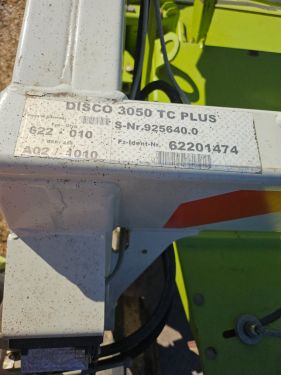 DISCO 3050 TC PLUS
S-Nr.925640.0
622 - 010
Fz-Ident-Nr. 62201474
A02 / 1010